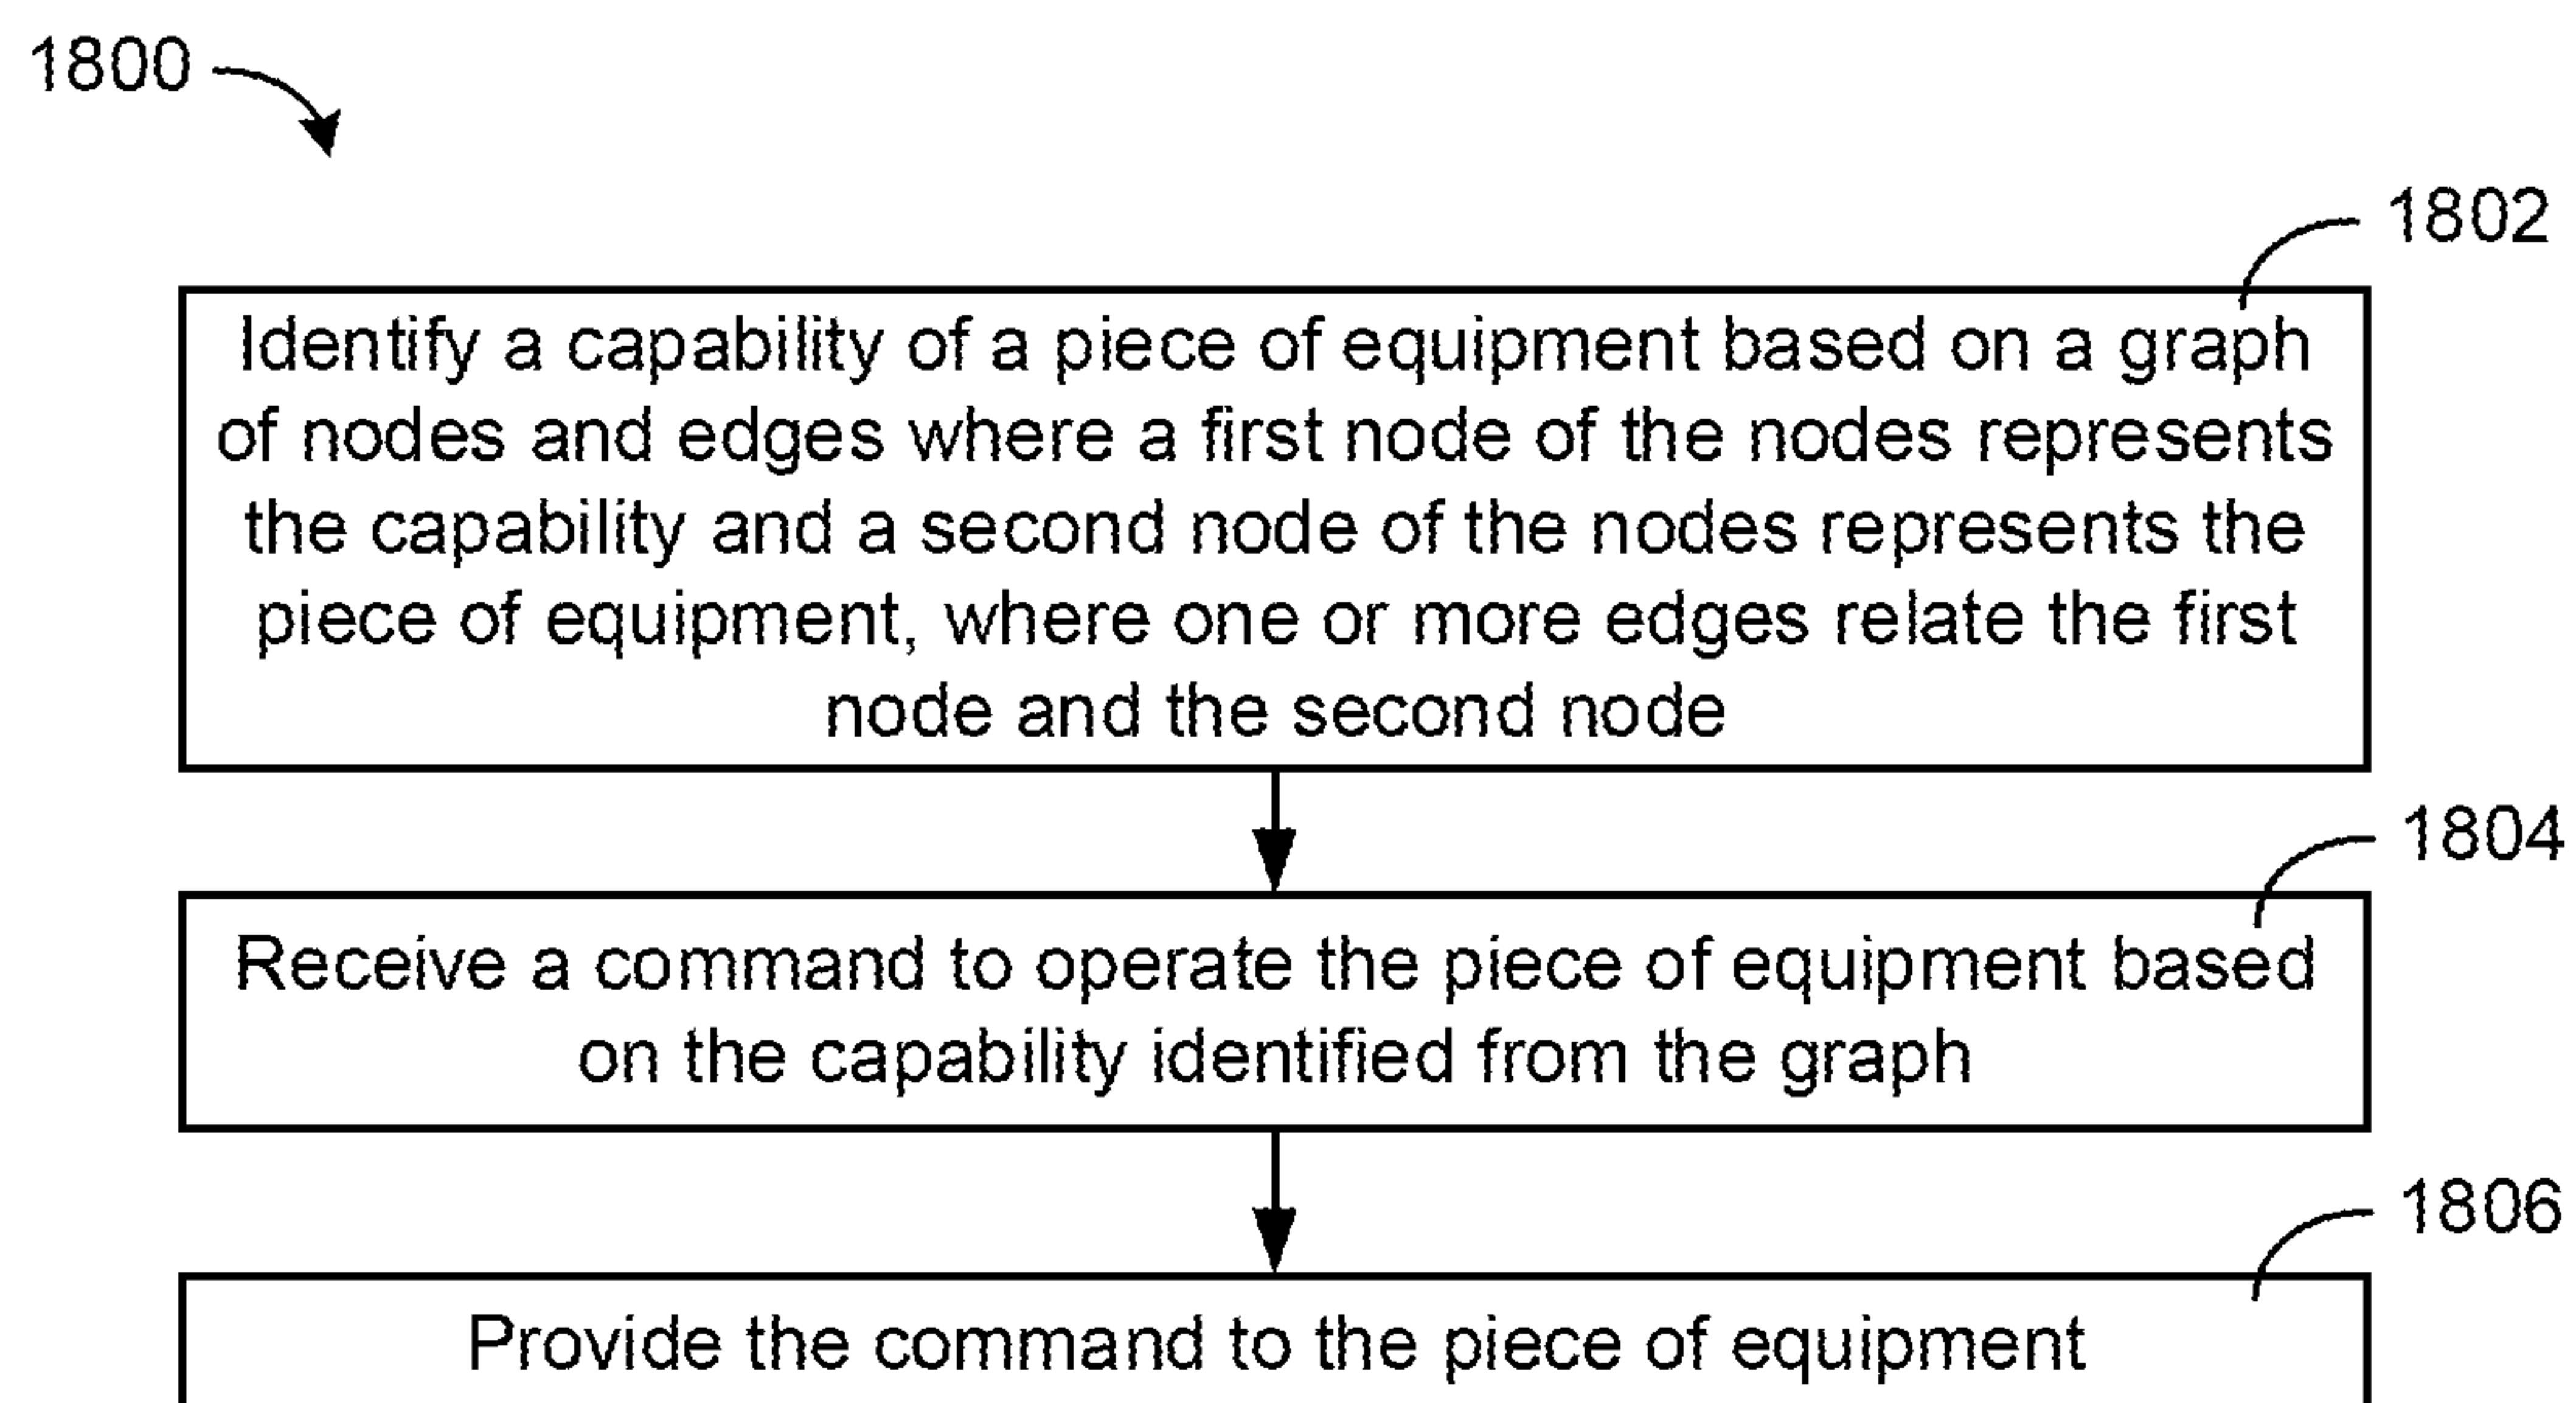 1800
1802
Identify a capability of a piece of equipment based on a graph
of nodes and edges where a first node of the nodes represents
the capability and a second node of the nodes represents the
piece of equipment, where one or more edges relate the first
node and the second node
1804
Receive a command to operate the piece of equipment based
on the capability identified from the graph
1806
Provide the command to the piece of equipment